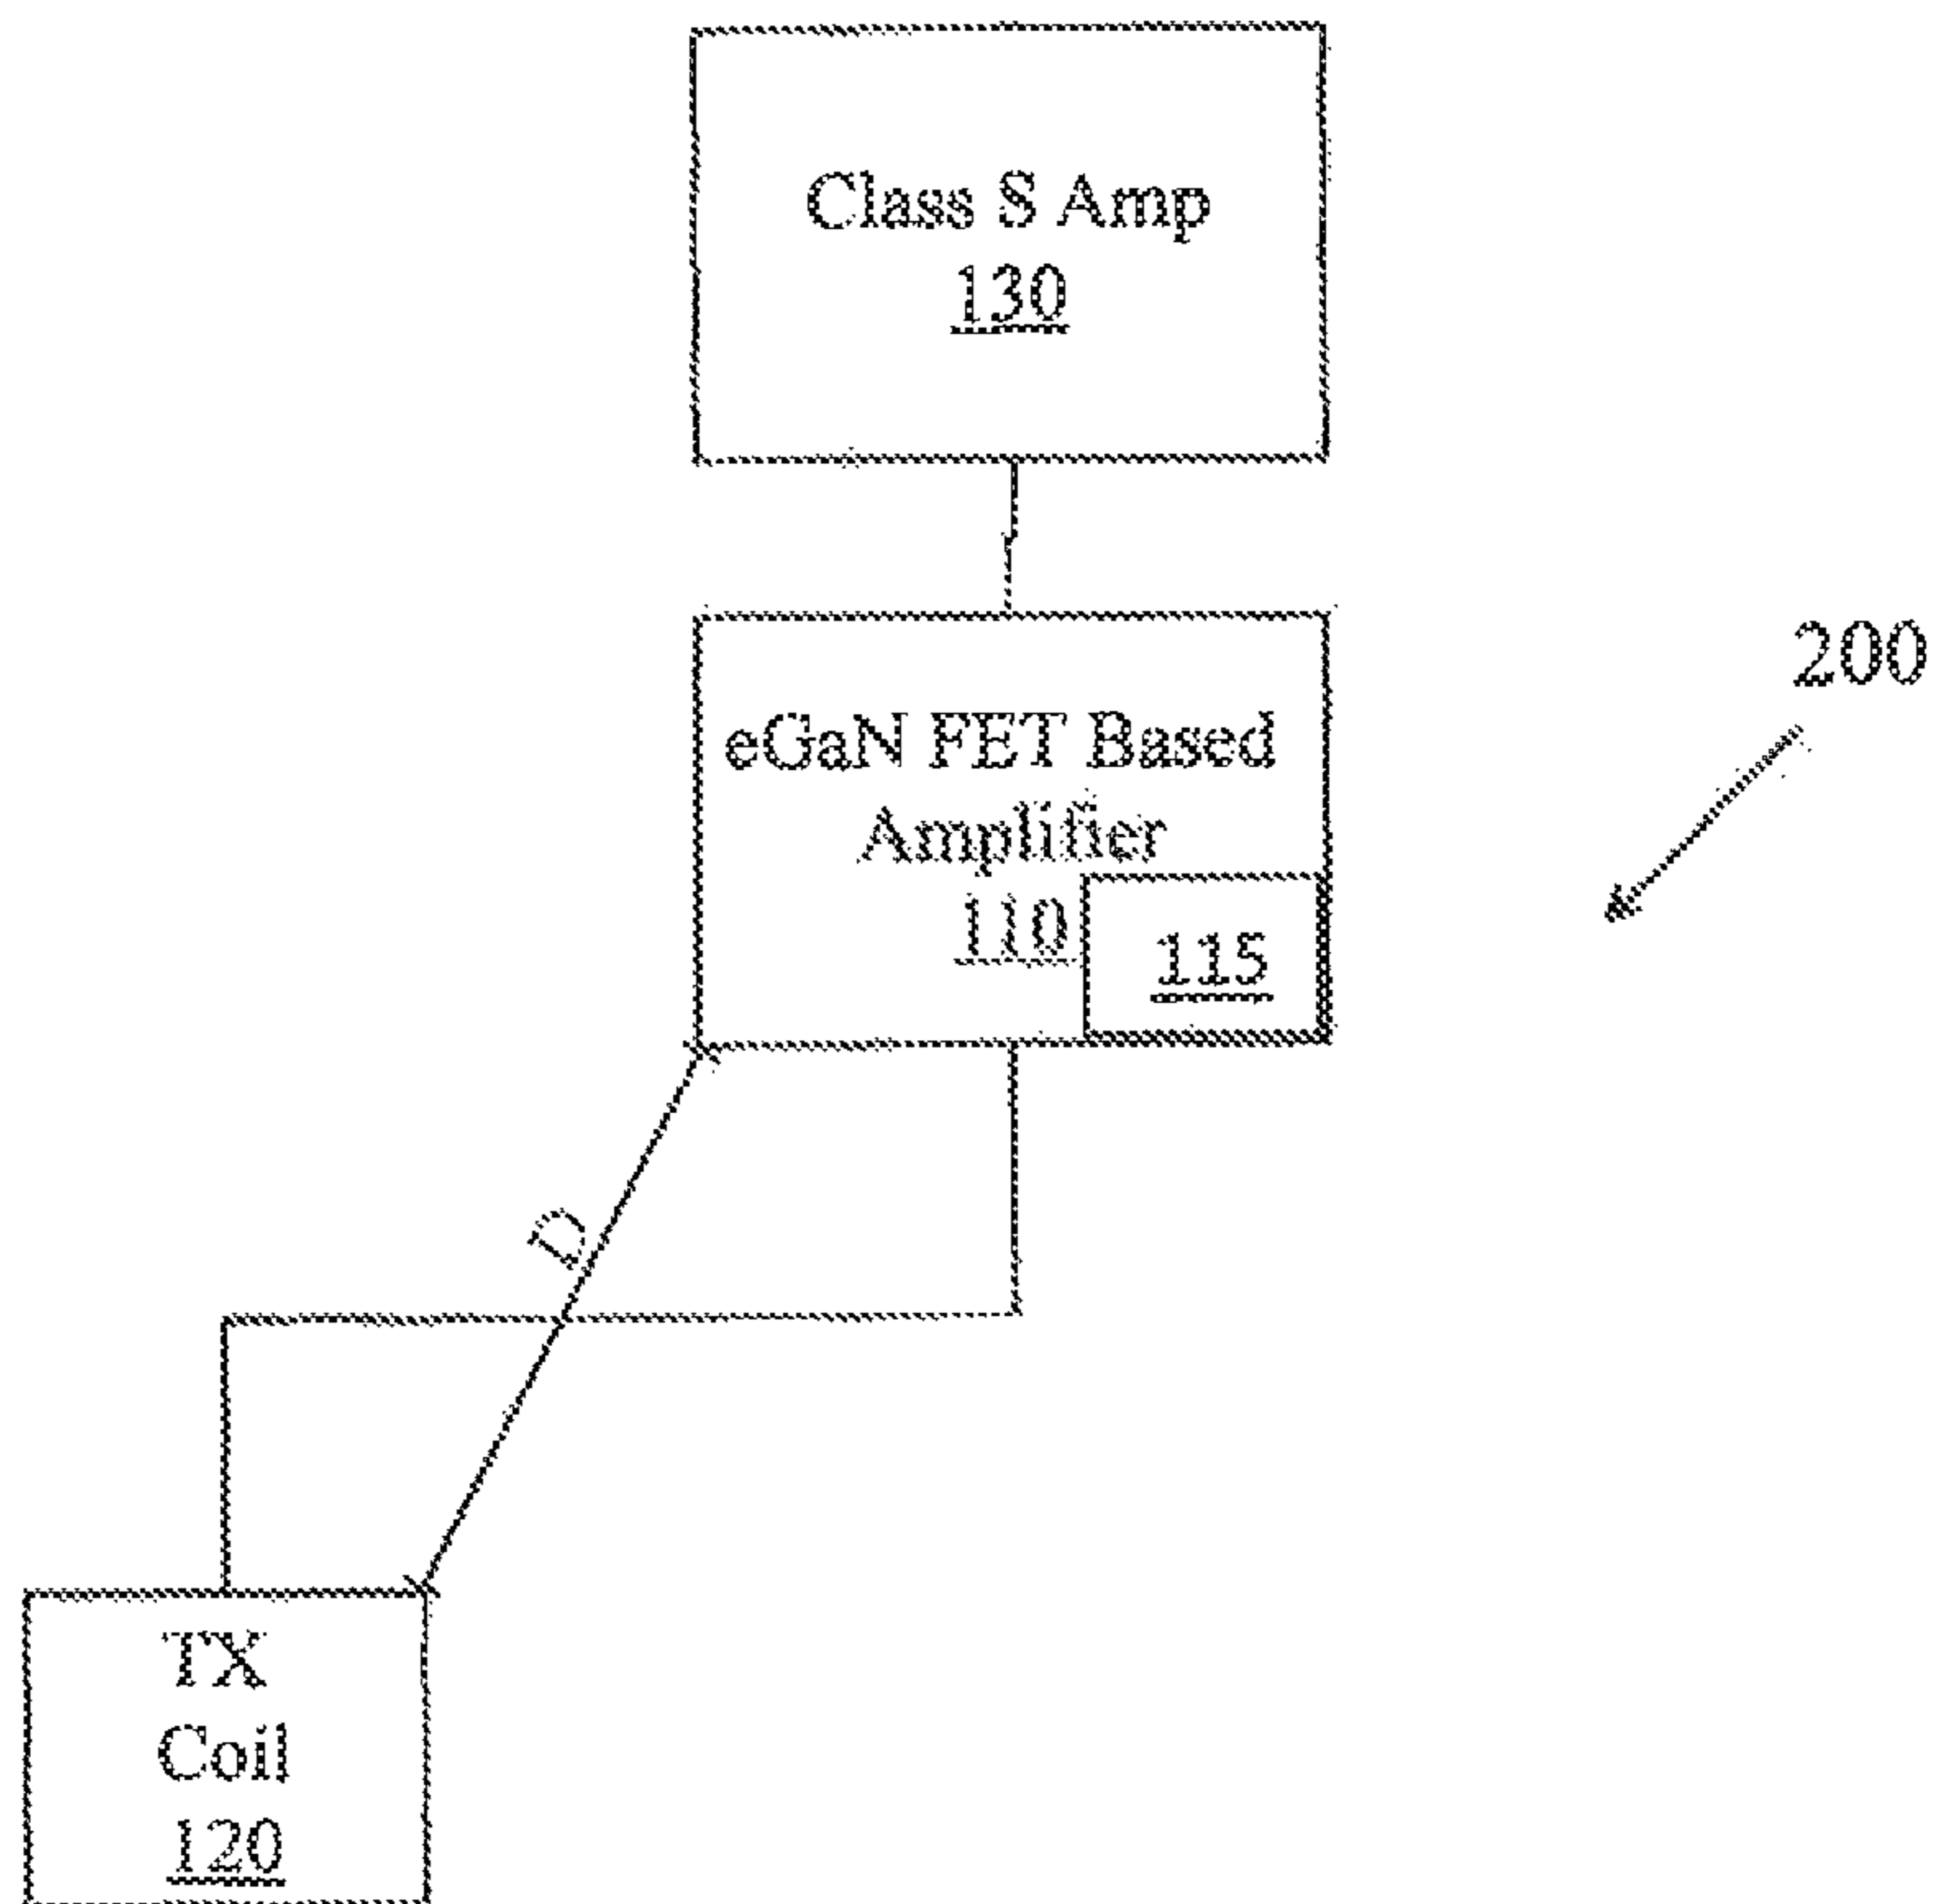 Class S Amp
130
200
eGaN FET Based
Amplifier
110
115
D
TX
Coil
120